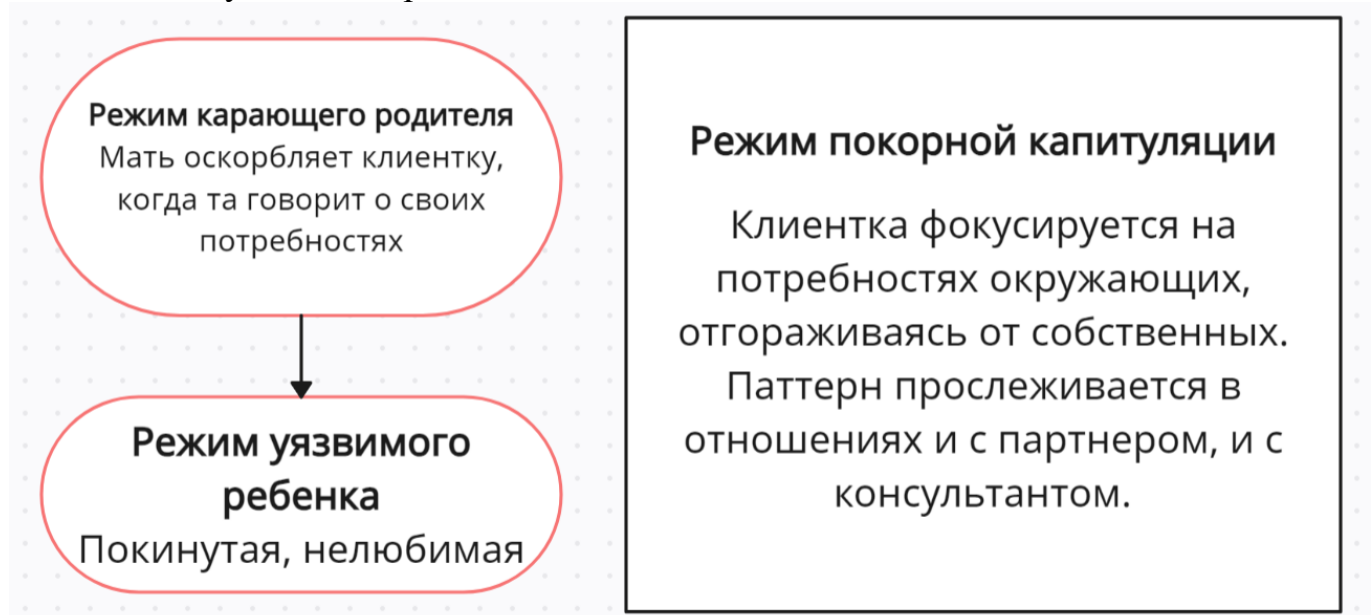 Режим карающего родителя
Мать оскорбляет клиентку,
когда та говорит о своих
потребностях
Режим уязвимого
ребенка
Покинутая, нелюбимая
Режим покорной капитуляции
Клиентка фокусируется на
потребностях окружающих,
отгораживаясь от собственных.
Паттерн прослеживается в
отношениях и с партнером, и с
консультантом.